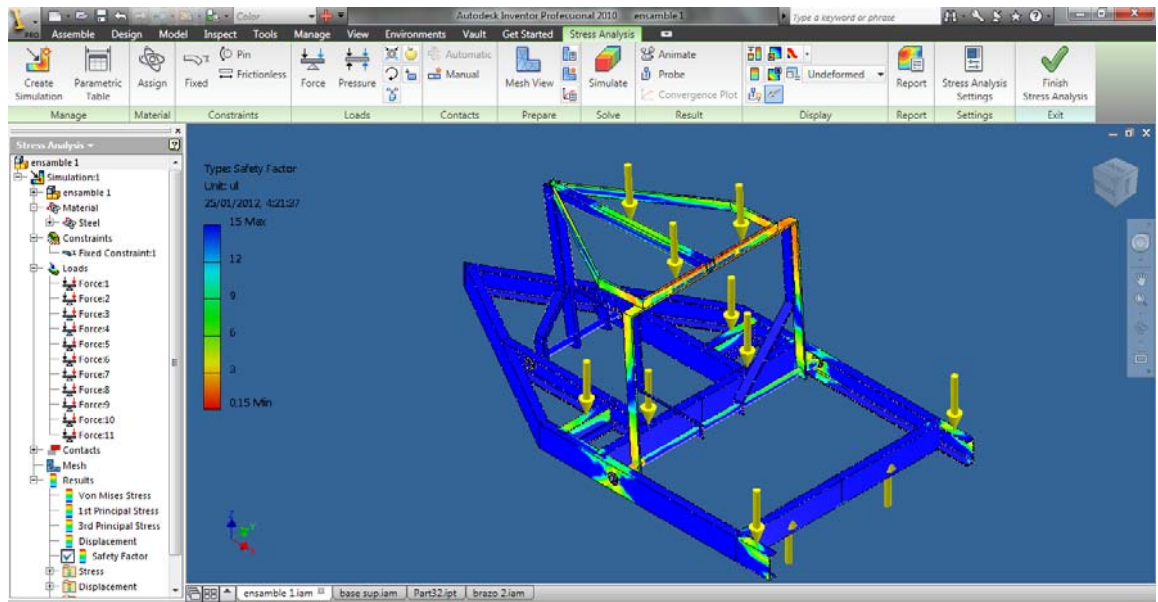 PRO
Color
Autodesk Inventor Professional 2010 ensamble 1
Type a keyword or phrase
Assemble Design Model Inspect Tools Manage View Environments Vault Get Started Stress Analysis
Create Simulation
Parametric Table
Assign
Fixed
Pin
Frictionless
Force
Pressure
Automatic
Manual
Mesh View
Simulate
Animate
Probe
Convergence Plot
Undeformed
Report
Stress Analysis Settings
Finish Stress Analysis
Manage Material Constraints Loads Contacts Prepare Solve Result Display Report Settings Exit
Stress Analysis
ensamble 1
Simulation:1
ensamble 1
Material
Steel
Constraints
Fixed Constraint:1
Loads
Force:1
Force:2
Force:3
Force:4
Force:5
Force:6
Force:7
Force:8
Force:9
Force:10
Force:11
Contacts
Mesh
Results
Von Mises Stress
1st Principal Stress
3rd Principal Stress
Displacement
Safety Factor
Stress
Displacement
Type: Safety Factor
Unit: ul
25/01/2012, 4:21:37
15 Max
12
9
6
3
0.15 Min
ensamble 1.iam base sup.iam Part32.ipt brazo 2.iam